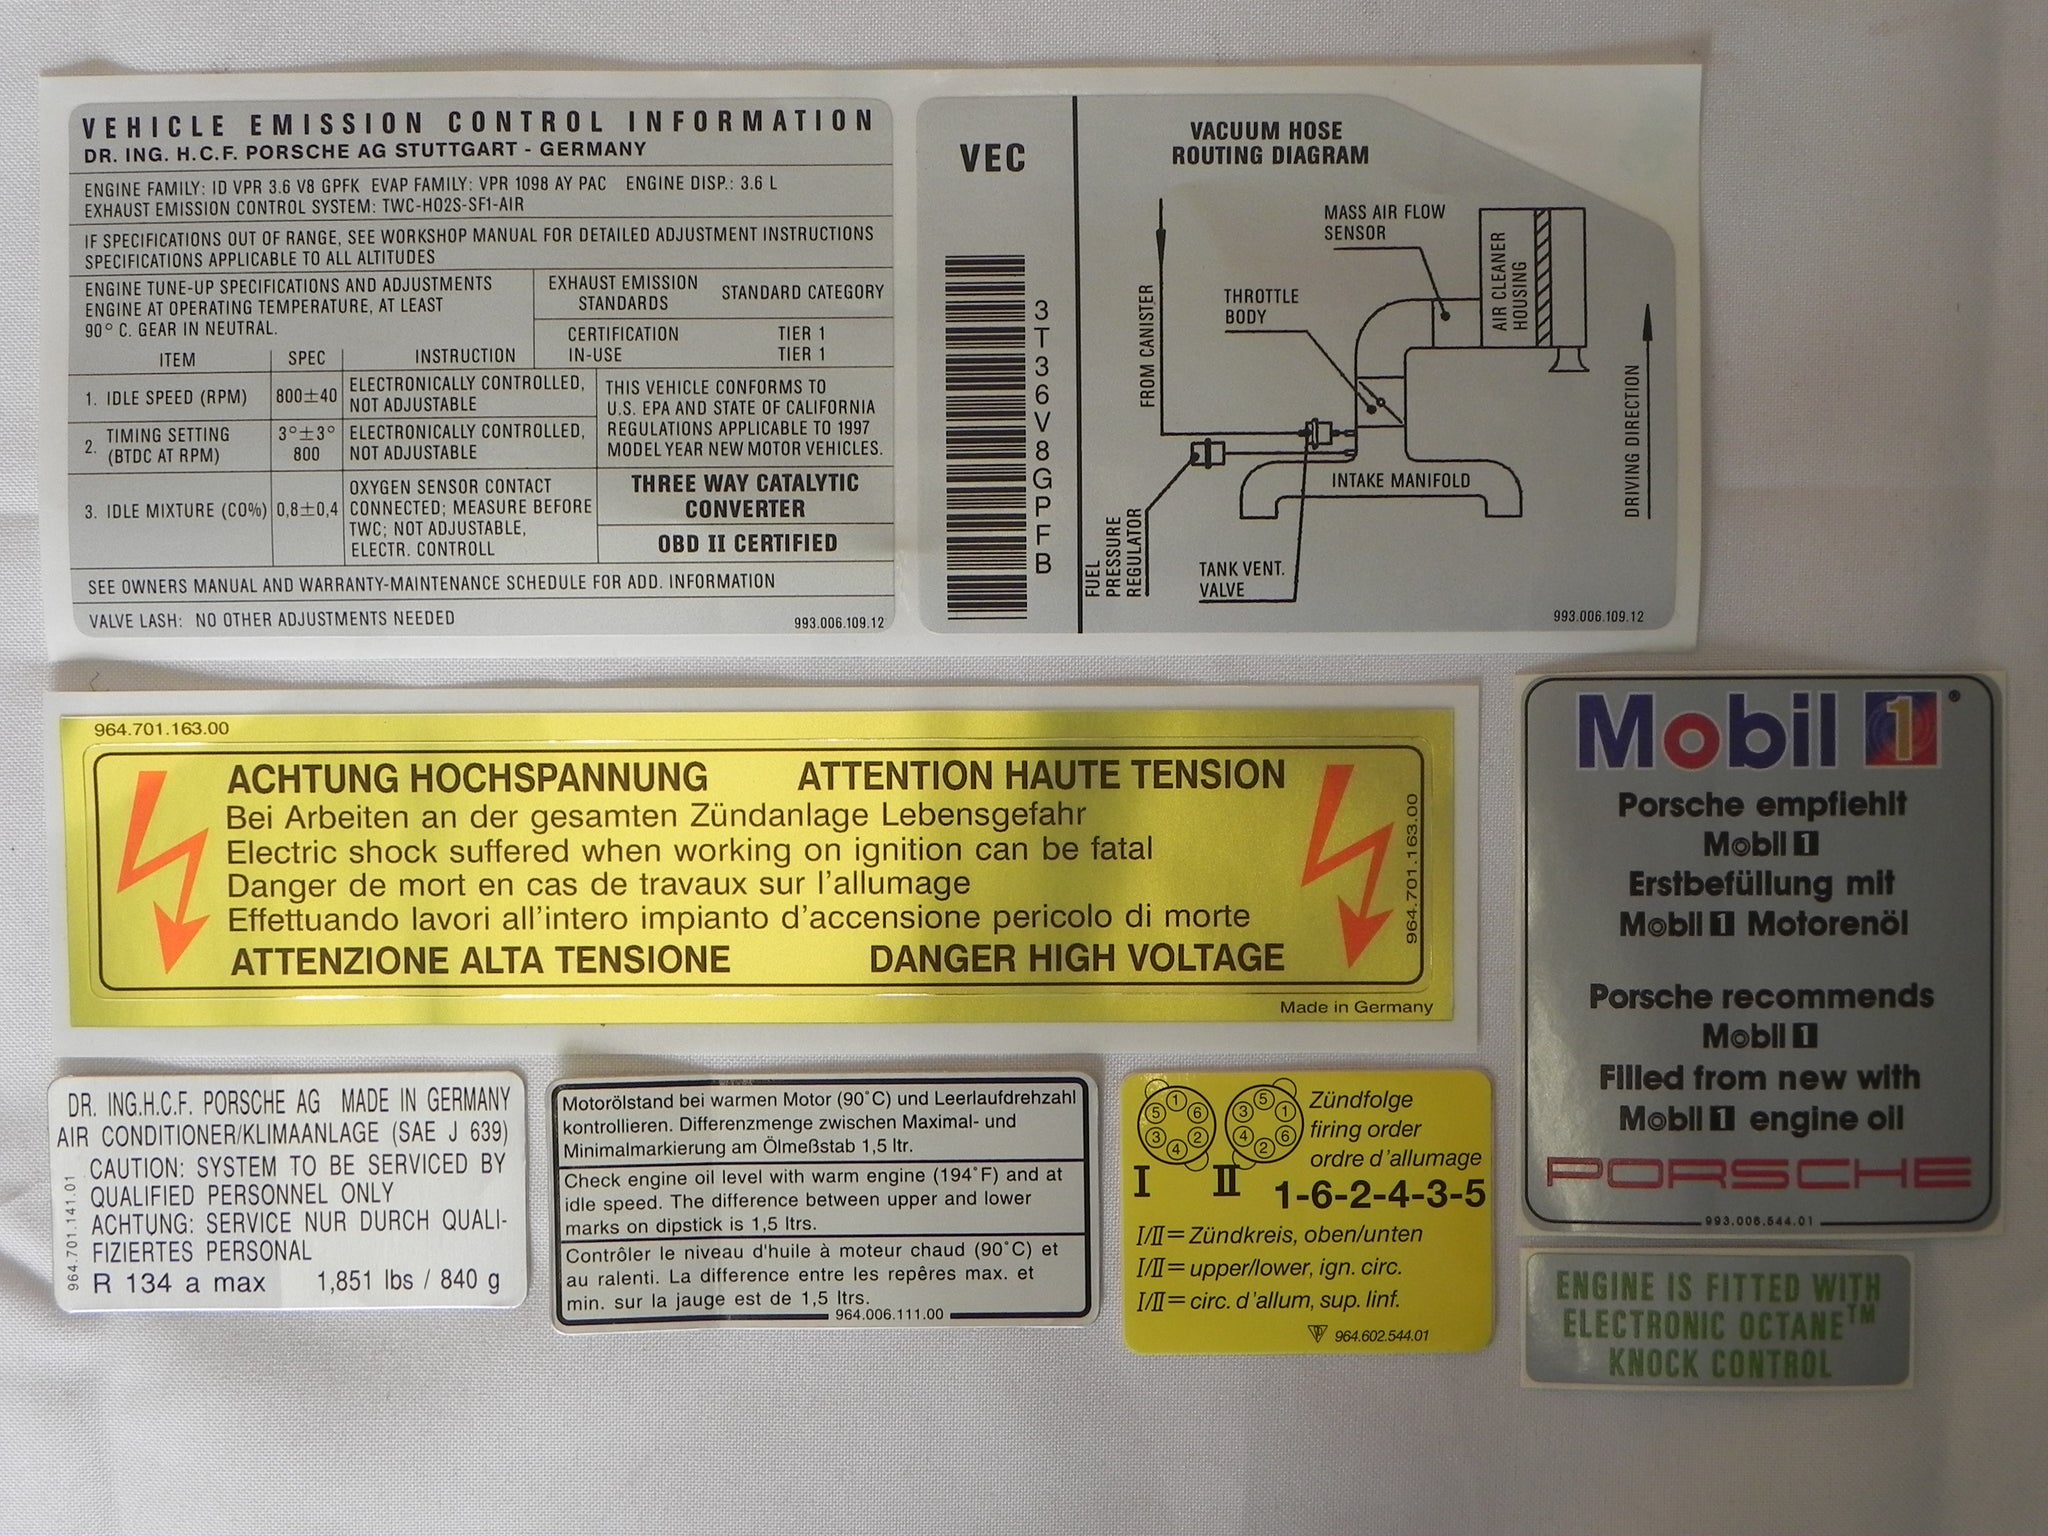 VEHICLE EMISSION CONTROL INFORMATION
DR. ING. H.C.F. PORSCHE AG STUTTGART - GERMANY
ENGINE FAMILY: ID VPR 3.6 V8 GPFK EVAP FAMILY: VPR 1098 AY PAC ENGINE DISP.: 3.6 L
EXHAUST EMISSION CONTROL SYSTEM: TWC-HO2S-SF1-AIR
IF SPECIFICATIONS OUT OF RANGE, SEE WORKSHOP MANUAL FOR DETAILED ADJUSTMENT INSTRUCTIONS
SPECIFICATIONS APPLICABLE TO ALL ALTITUDES
ENGINE TUNE-UP SPECIFICATIONS AND ADJUSTMENTS
ENGINE AT OPERATING TEMPERATURE, AT LEAST
90° C. GEAR IN NEUTRAL.
EXHAUST EMISSION
STANDARDS
STANDARD CATEGORY
CERTIFICATION TIER 1
IN-USE TIER 1
ITEM SPEC INSTRUCTION
1. IDLE SPEED (RPM) 800±40 ELECTRONICALLY CONTROLLED,
NOT ADJUSTABLE
2. TIMING SETTING
(BTDC AT RPM)
3°±3°
800
ELECTRONICALLY CONTROLLED,
NOT ADJUSTABLE
3. IDLE MIXTURE (CO%) 0,8±0,4
OXYGEN SENSOR CONTACT
CONNECTED; MEASURE BEFORE
TWC; NOT ADJUSTABLE,
ELECTR. CONTROLL
THIS VEHICLE CONFORMS TO
U.S. EPA AND STATE OF CALIFORNIA
REGULATIONS APPLICABLE TO 1997
MODEL YEAR NEW MOTOR VEHICLES.
THREE WAY CATALYTIC
CONVERTER
OBD II CERTIFIED
SEE OWNERS MANUAL AND WARRANTY-MAINTENANCE SCHEDULE FOR ADD. INFORMATION
VALVE LASH: NO OTHER ADJUSTMENTS NEEDED
993.006.109.12
VEC
3T36V8GPFB
VACUUM HOSE
ROUTING DIAGRAM
MASS AIR FLOW
SENSOR
AIR CLEANER
HOUSING
THROTTLE
BODY
FROM CANISTER
DRIVING DIRECTION
INTAKE MANIFOLD
FUEL
PRESSURE
REGULATOR
TANK VENT.
VALVE
993.006.109.12
964.701.163.00
ACHTUNG HOCHSPANNUNG ATTENTION HAUTE TENSION
Bei Arbeiten an der gesamten Zündanlage Lebensgefahr
Electric shock suffered when working on ignition can be fatal
Danger de mort en cas de travaux sur l'allumage
Effettuando lavori all'intero impianto d'accensione pericolo di morte
ATTENZIONE ALTA TENSIONE DANGER HIGH VOLTAGE
964.701.163.00
Made in Germany
Mobil 1®
Porsche empfiehlt
Mobil 1
Erstbefüllung mit
Mobil 1 Motorenöl
Porsche recommends
Mobil 1
Filled from new with
Mobil 1 engine oil
PORSCHE
993.006.544.01
DR. ING.H.C.F. PORSCHE AG MADE IN GERMANY
AIR CONDITIONER/KLIMAANLAGE (SAE J 639)
CAUTION: SYSTEM TO BE SERVICED BY
QUALIFIED PERSONNEL ONLY
ACHTUNG: SERVICE NUR DURCH QUALI-
FIZIERTES PERSONAL
R 134 a max 1,851 lbs / 840 g
964.701.141.01
Motorölstand bei warmen Motor (90°C) und Leerlaufdrehzahl
kontrollieren. Differenzmenge zwischen Maximal- und
Minimalmarkierung am Ölmeßstab 1,5 ltr.
Check engine oil level with warm engine (194°F) and at
idle speed. The difference between upper and lower
marks on dipstick is 1,5 ltrs.
Contrôler le niveau d'huile à moteur chaud (90°C) et
au ralenti. La difference entre les repêres max. et
min. sur la jauge est de 1,5 ltrs.
964.006.111.00
1 6 2 4 3 5
5 1 6 2 4 3
I II
Zündfolge
firing order
ordre d'allumage
1-6-2-4-3-5
I/II= Zündkreis, oben/unten
I/II= upper/lower, ign. circ.
I/II= circ. d'allum, sup. linf.
964.602.544.01
ENGINE IS FITTED WITH
ELECTRONIC OCTANE™
KNOCK CONTROL